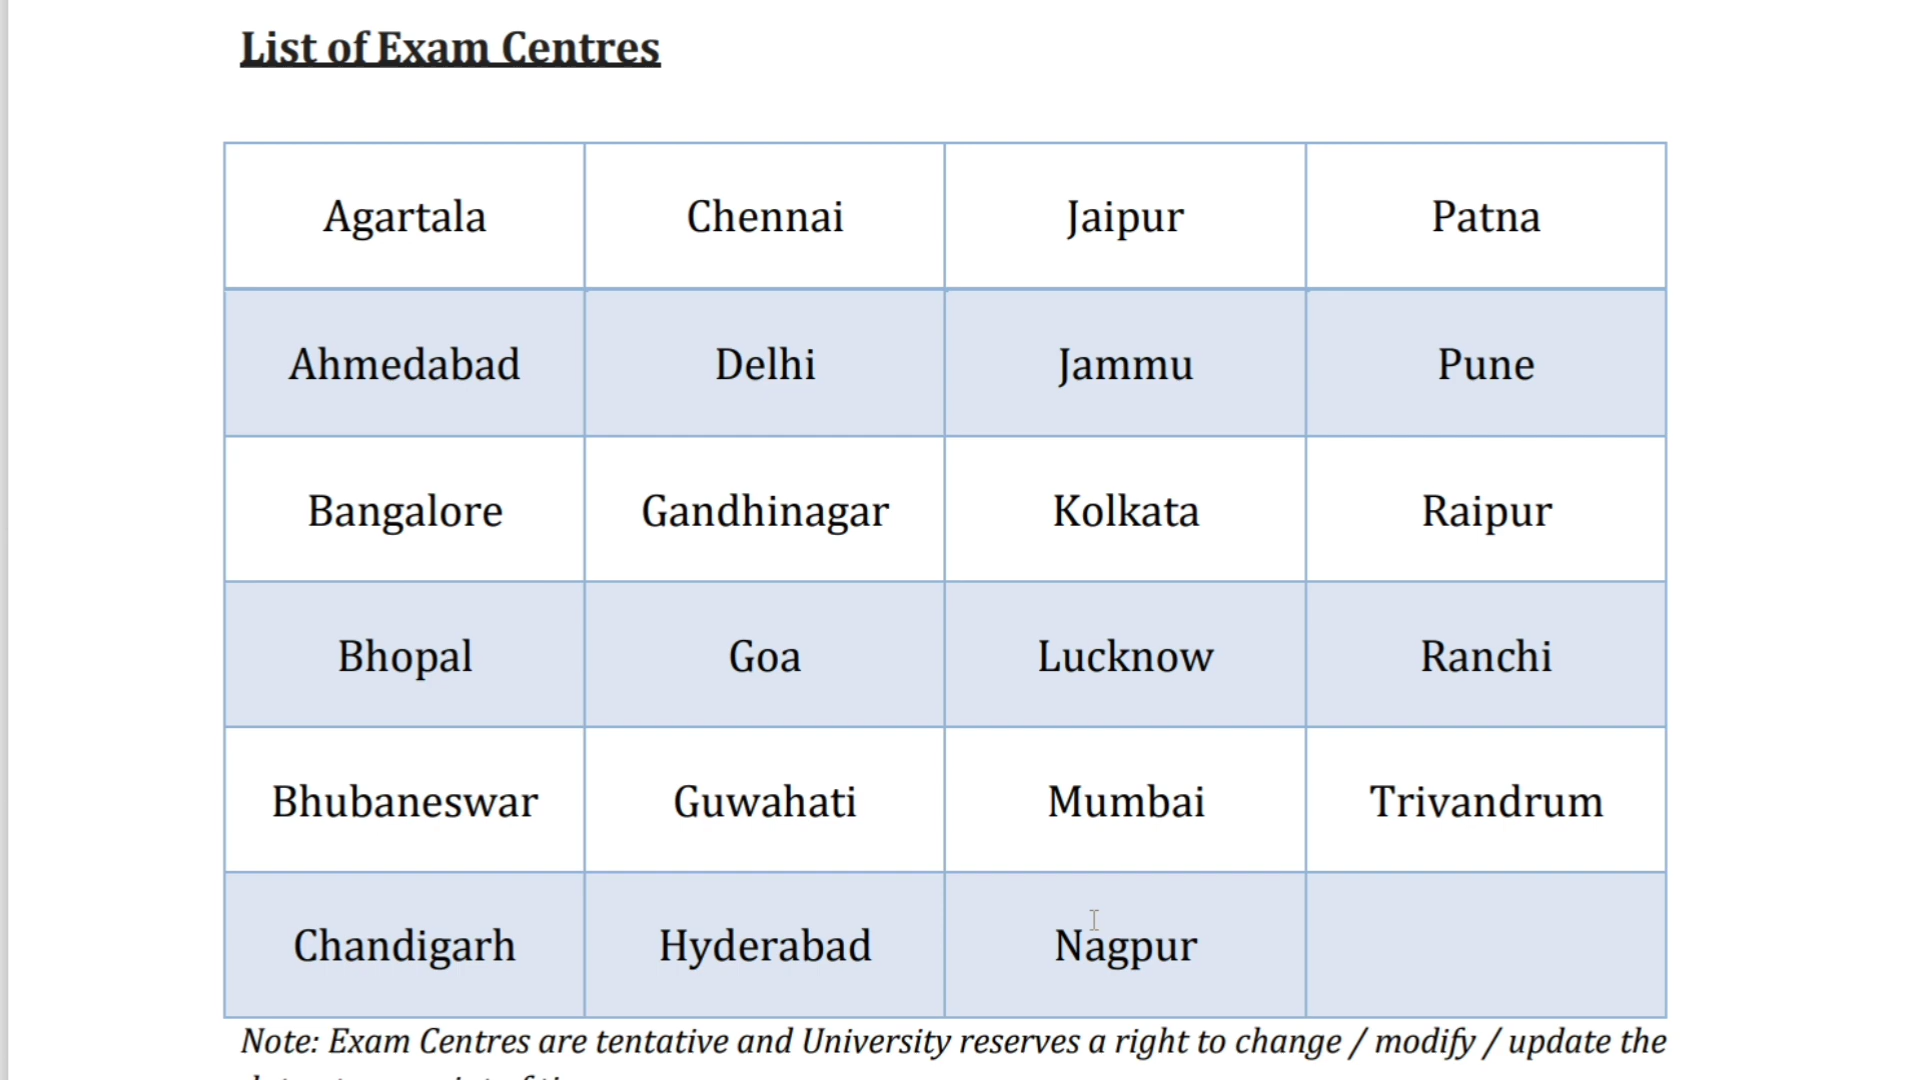 List of Exam Centres
Agartala Chennai Jaipur Patna
Ahmedabad Delhi Jammu Pune
Bangalore Gandhinagar Kolkata Raipur
Bhopal Goa Lucknow Ranchi
Bhubaneswar Guwahati Mumbai Trivandrum
Chandigarh Hyderabad Nagpur
Note: Exam Centres are tentative and University reserves a right to change / modify / update the